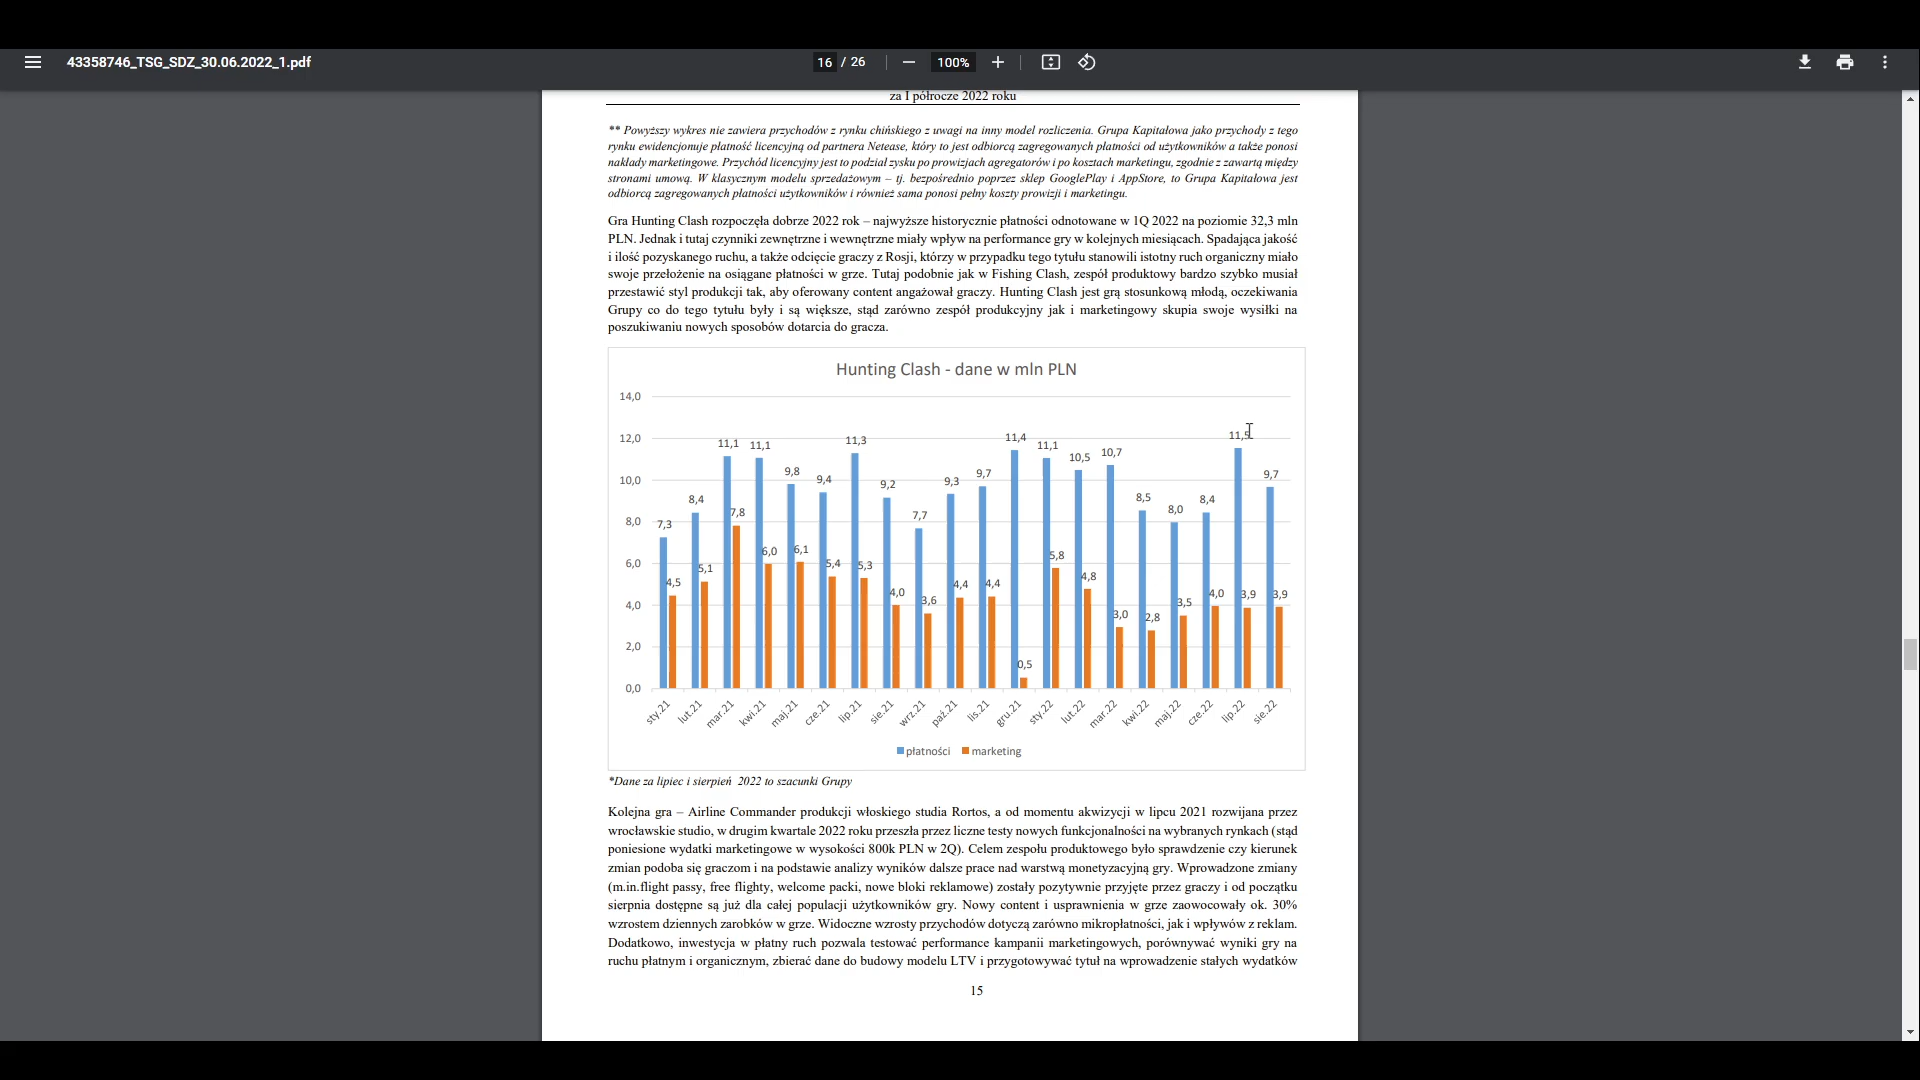 43358746_TSG_SDZ_30.06.2022_1.pdf
16 / 26
100%
za I półrocze 2022 roku
** Powyższy wykres nie zawiera przychodów z rynku chińskiego z uwagi na inny model rozliczenia. Grupa Kapitałowa jako przychody z tego
rynku ewidencjonuje płatność licencyjną od partnera Netease, który to jest odbiorcą zagregowanych płatności od użytkowników a także ponosi
nakłady marketingowe. Przychód licencyjny jest to podział zysku po prowizjach agregatorów i po kosztach marketingu, zgodnie z zawartą między
stronami umową. W klasycznym modelu sprzedażowym – tj. bezpośrednio poprzez sklep GooglePlay i AppStore, to Grupa Kapitałowa jest
odbiorcą zagregowanych płatności użytkowników i również sama ponosi pełny koszty prowizji i marketingu.
Gra Hunting Clash rozpoczęła dobrze 2022 rok – najwyższe historycznie płatności odnotowane w 1Q 2022 na poziomie 32,3 mln
PLN. Jednak i tutaj czynniki zewnętrzne i wewnętrzne miały wpływ na performance gry w kolejnych miesiącach. Spadająca jakość
i ilość pozyskanego ruchu, a także odcięcie graczy z Rosji, którzy w przypadku tego tytułu stanowili istotny ruch organiczny miało
swoje przełożenie na osiągane płatności w grze. Tutaj podobnie jak w Fishing Clash, zespół produktowy bardzo szybko musiał
przestawić styl produkcji tak, aby oferowany content angażował graczy. Hunting Clash jest grą stosunkową młodą, oczekiwania
Grupy co do tego tytułu były i są większe, stąd zarówno zespół produkcyjny jak i marketingowy skupia swoje wysiłki na
poszukiwaniu nowych sposobów dotarcia do gracza.
Hunting Clash - dane w mln PLN
14,0
12,0
10,0
8,0
6,0
4,0
2,0
0,0
7,3 8,4 11,1 11,1 9,8 9,4 11,3 9,2 7,7 9,3 9,7 11,4 11,1 10,5 10,7 8,5 8,0 8,4 11,5 9,7
4,5 5,1 7,8 6,0 6,1 5,4 5,3 4,0 3,6 4,4 4,4 0,5 5,8 4,8 3,0 2,8 3,5 4,0 3,9 3,9
sty.21 lut.21 mar.21 kwi.21 maj.21 cze.21 lip.21 sie.21 wrz.21 paź.21 lis.21 gru.21 sty.22 lut.22 mar.22 kwi.22 maj.22 cze.22 lip.22 sie.22
płatności marketing
*Dane za lipiec i sierpień 2022 to szacunki Grupy
Kolejna gra – Airline Commander produkcji włoskiego studia Rortos, a od momentu akwizycji w lipcu 2021 rozwijana przez
wrocławskie studio, w drugim kwartale 2022 roku przeszła przez liczne testy nowych funkcjonalności na wybranych rynkach (stąd
poniesione wydatki marketingowe w wysokości 800k PLN w 2Q). Celem zespołu produktowego było sprawdzenie czy kierunek
zmian podoba się graczom i na podstawie analizy wyników dalsze prace nad warstwą monetyzacyjną gry. Wprowadzone zmiany
(m.in.flight passy, free flighty, welcome packi, nowe bloki reklamowe) zostały pozytywnie przyjęte przez graczy i od początku
sierpnia dostępne są już dla całej populacji użytkowników gry. Nowy content i usprawnienia w grze zaowocowały ok. 30%
wzrostem dziennych zarobków w grze. Widoczne wzrosty przychodów dotyczą zarówno mikropłatności, jak i wpływów z reklam.
Dodatkowo, inwestycja w płatny ruch pozwala testować performance kampanii marketingowych, porównywać wyniki gry na
ruchu płatnym i organicznym, zbierać dane do budowy modelu LTV i przygotowywać tytuł na wprowadzenie stałych wydatków
15